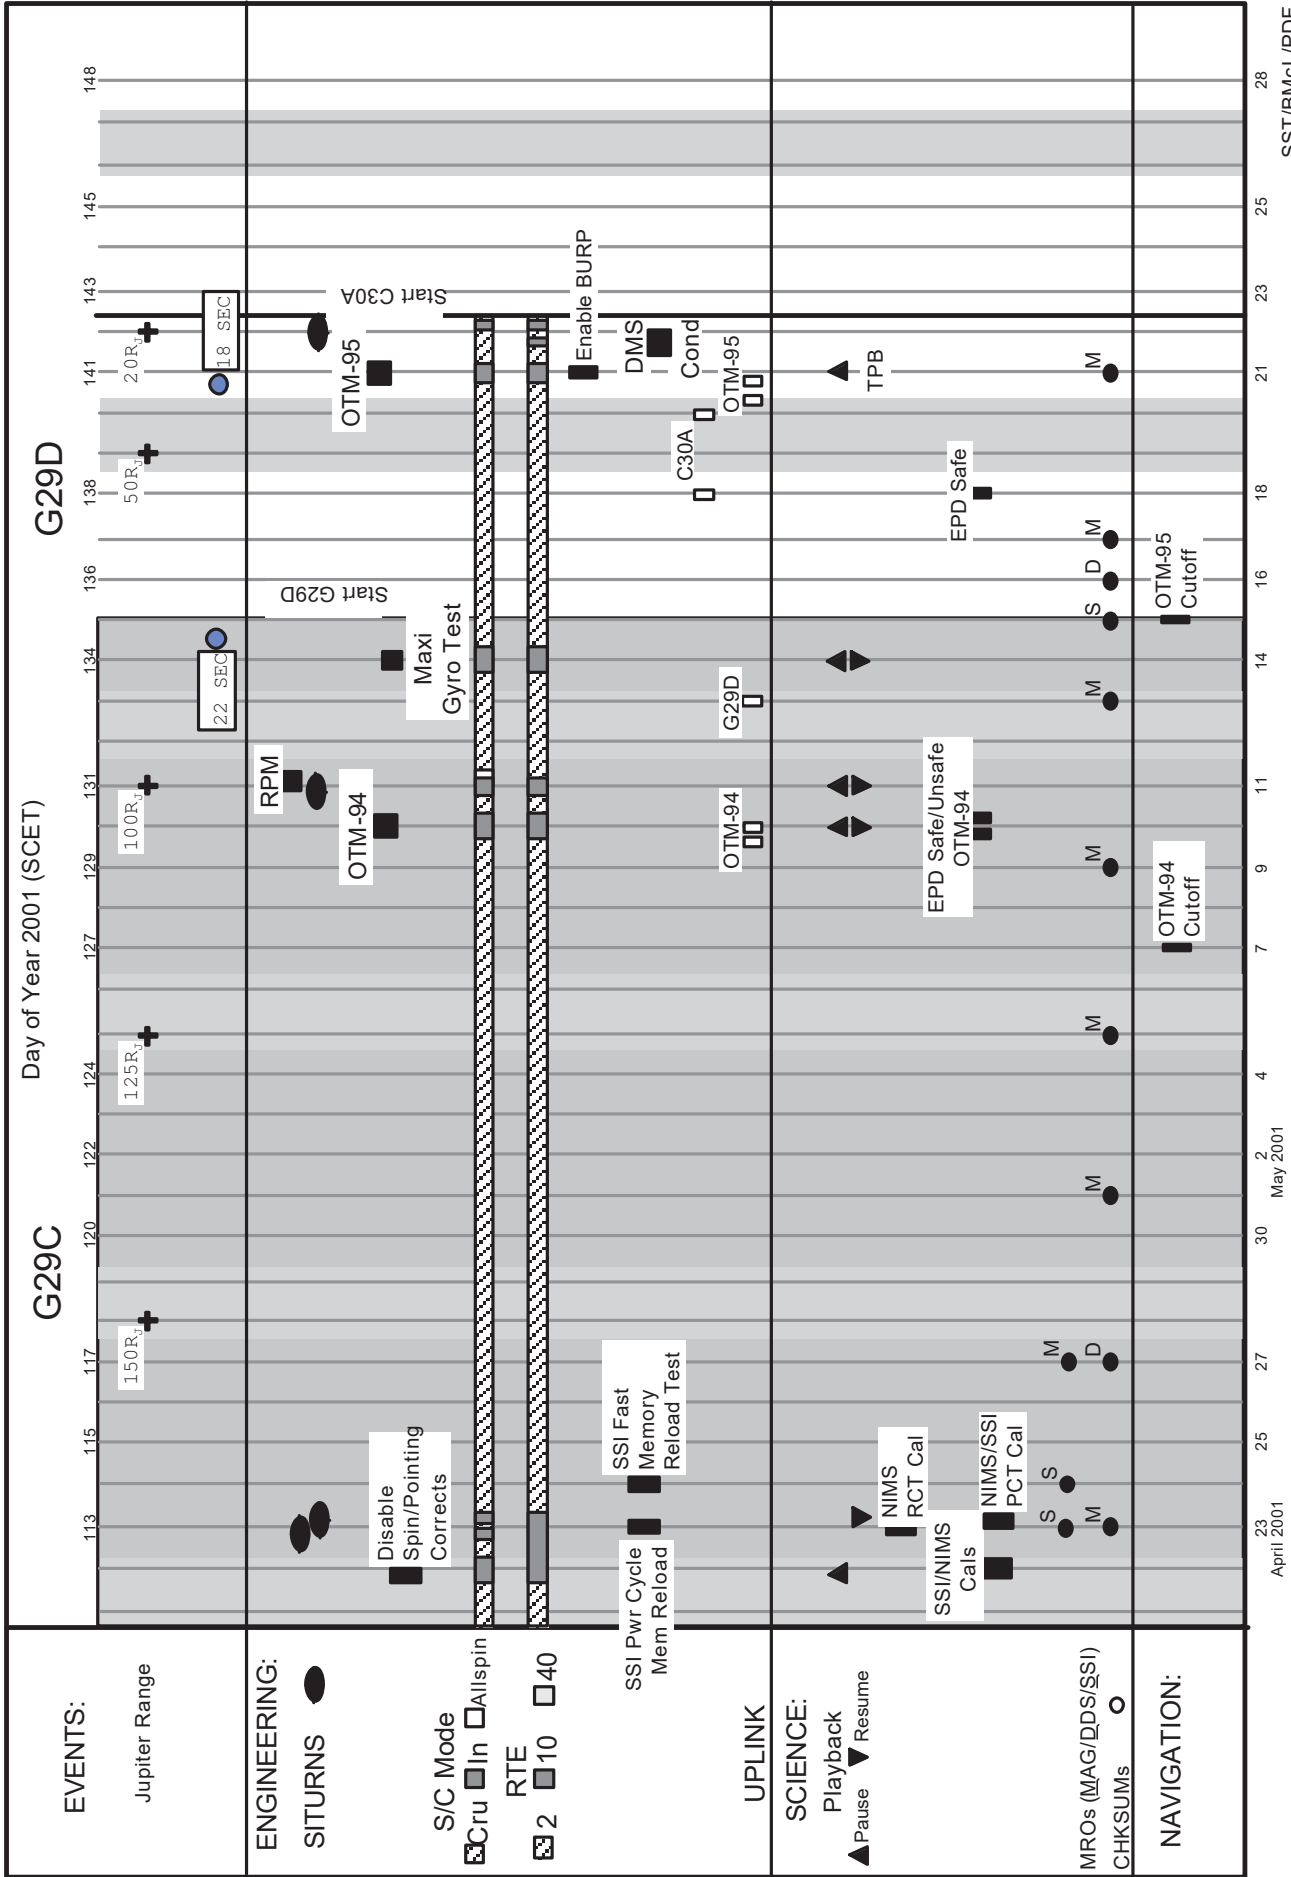 Day of Year 2001 (SCET)
G29C
G29D
EVENTS:
113
115
117
120
122
124
127
129
131
134
136
138
141
143
145
148
Jupiter Range
150RJ
125RJ
100RJ
50RJ
20RJ
22 SEC
18 SEC
ENGINEERING:
SITURNS
RPM
Start G29D
Start C30A
Disable
Spin/Pointing
Corrects
OTM-94
Maxi
Gyro Test
OTM-95
S/C Mode
Cru In Allspin
RTE
2 10 40
Enable BURP
SSI Pwr Cycle
Mem Reload
SSI Fast
Memory
Reload Test
DMS
Cond
C30A
UPLINK
OTM-94
G29D
OTM-95
SCIENCE:
Playback
Pause Resume
TPB
NIMS
RCT Cal
SSI/NIMS
Cals
NIMS/SSI
PCT Cal
EPD Safe/Unsafe
OTM-94
EPD Safe
MROs (MAG/DDS/SSI)
CHKSUMs
S
S
M
M
D
M
M
M
M
S
D
M
M
NAVIGATION:
OTM-94
Cutoff
OTM-95
Cutoff
23
25
27
30
2
4
7
9
11
14
16
18
21
23
25
28
April 2001
May 2001
SST/BMcL/PDF